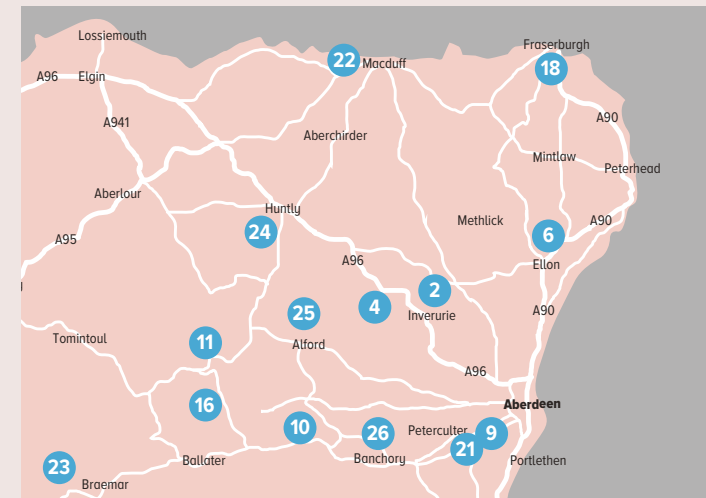 Lossiemouth
Fraserburgh
22
Macduff
18
A96
Elgin
A90
A941
Aberchirder
Mintlaw
Peterhead
Aberlour
Huntly
Methlick
A90
24
6
A95
A96
Ellon
2
25
4
A90
Inverurie
Tomintoul
11
Alford
A96
16
Aberdeen
10
26
Peterculter
9
21
Ballater
Banchory
Portlethen
23
Braemar